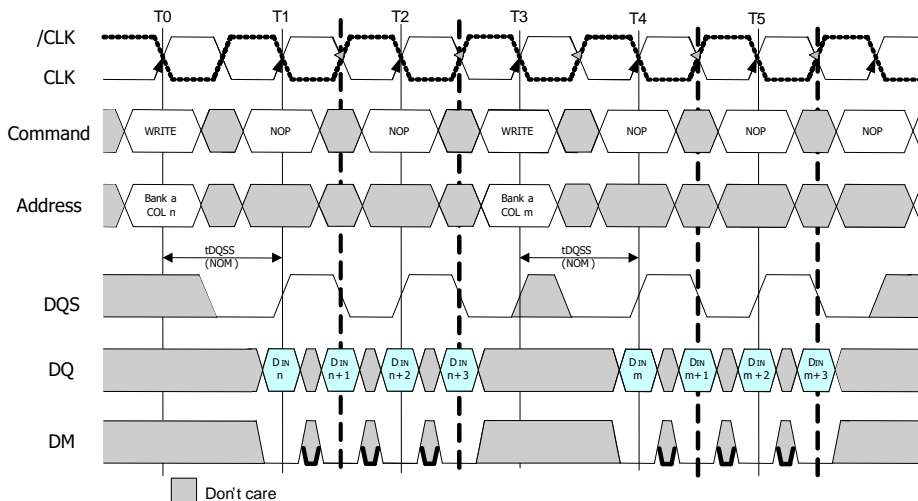 T0 T1 T2 T3 T4 T5
/CLK
CLK
Command WRITE NOP NOP WRITE NOP NOP NOP
Address Bank a COL n Bank a COL m
tDQSS (NOM) tDQSS (NOM)
DQS
DQ DIN n DIN n+1 DIN n+2 DIN n+3 DIN m DIN m+1 DIN m+2 DIN m+3
DM
Don't care